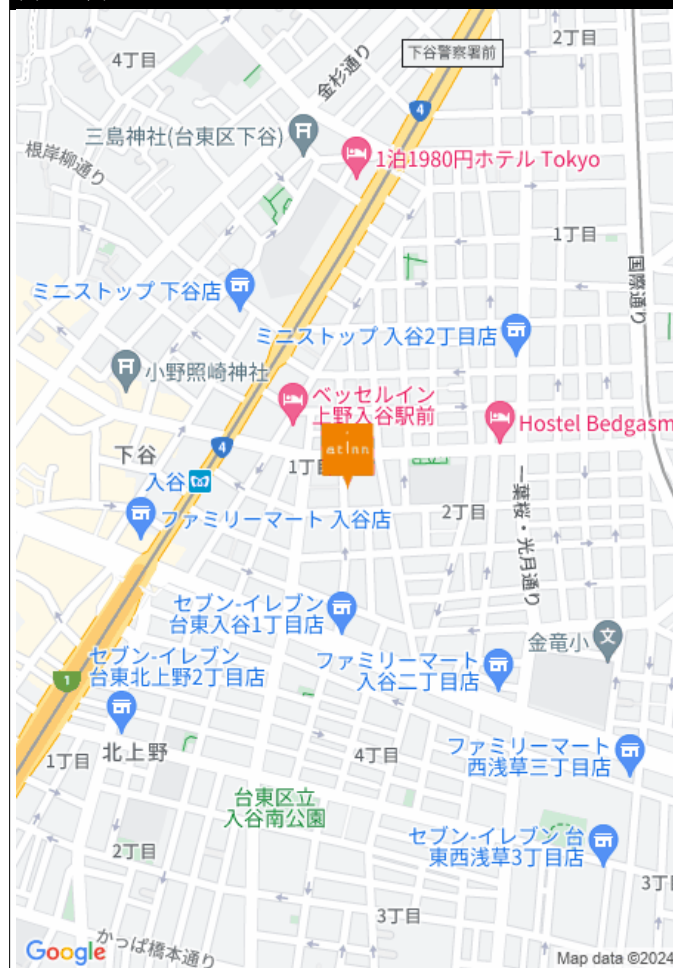 2丁目
4丁目
下谷警察署前
金杉通り
4
三島神社(台東区下谷)
1泊1980円ホテル Tokyo
根岸柳通り
1丁目
国際通り
ミニストップ 下谷店
ミニストップ 入谷2丁目店
小野照崎神社
ベッセルイン
上野入谷駅前
Hostel Bedgasm
atinn
4
下谷
1丁目
入谷
一葉桜・光月通り
ファミリーマート 入谷店
2丁目
セブン-イレブン
台東入谷1丁目店
金竜小
文
セブン-イレブン
台東北上野2丁目店
ファミリーマート
入谷二丁目店
1
北上野
1丁目
4丁目
ファミリーマート
西浅草三丁目店
台東区立
入谷南公園
セブン-イレブン 台
東西浅草3丁目店
2丁目
3丁
3丁目
かっぱ橋本通り
Google
Map data ©2024